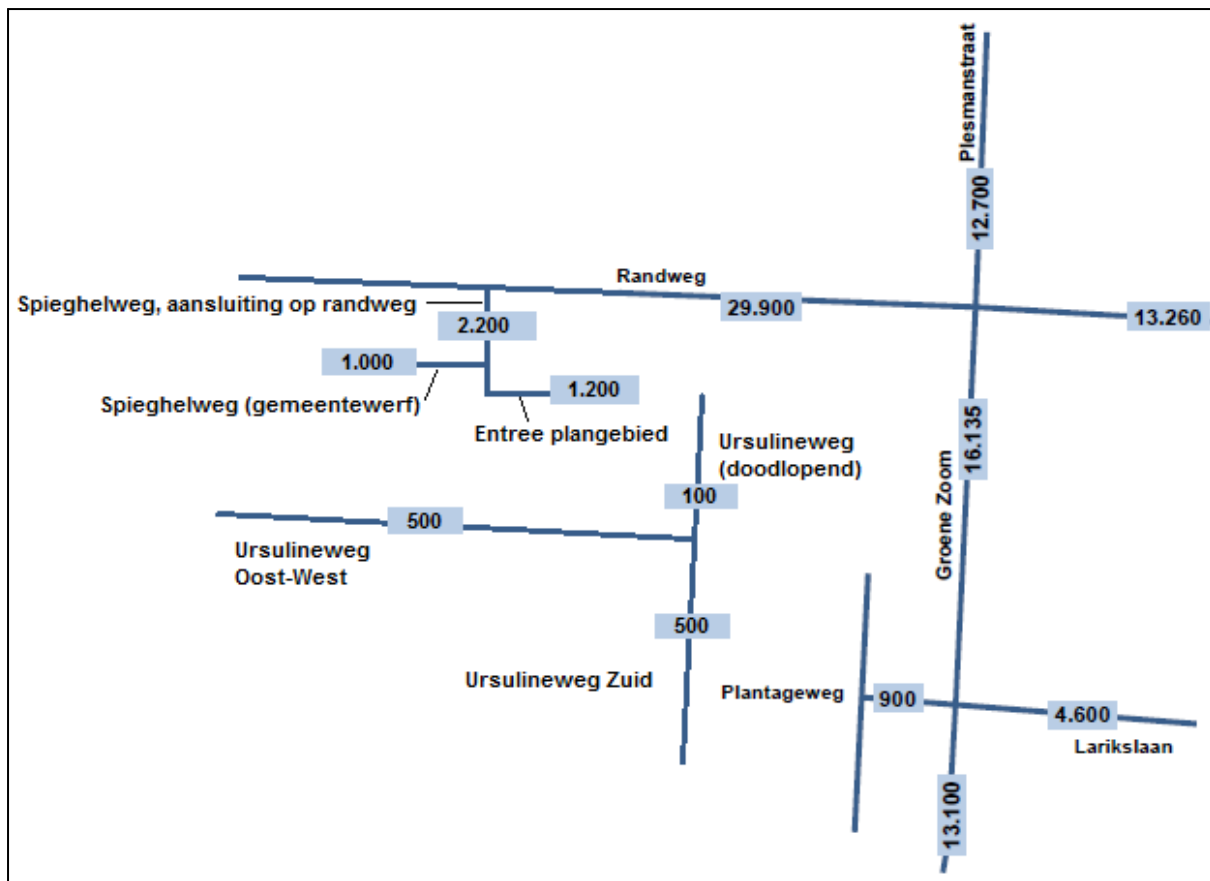 Plesmanstraat
12.700
Randweg
Spieghelweg, aansluiting op randweg
29.900
13.260
2.200
1.000
1.200
Spieghelweg (gemeentewerf)
Entree plangebied
Ursulineweg
(doodlopend)
16.135
Groene Zoom
100
500
Ursulineweg
Oost-West
500
Ursulineweg Zuid
Plantageweg
900
4.600
Larikslaan
13.100